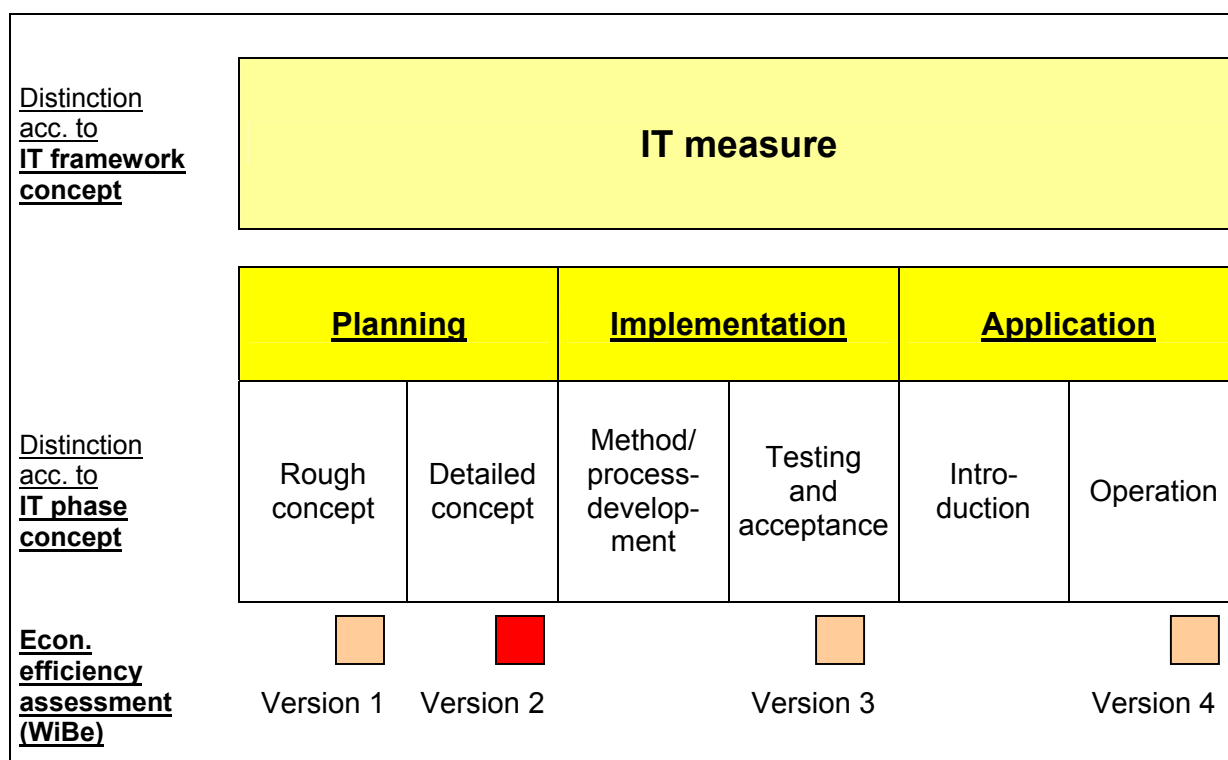 Distinction
acc. to
IT framework
concept
IT measure
Planning
Implementation
Application
Distinction
acc. to
IT phase
concept
Rough
concept
Detailed
concept
Method/
process-
develop-
ment
Testing
and
acceptance
Intro-
duction
Operation
Econ.
efficiency
assessment
(WiBe)
Version 1
Version 2
Version 3
Version 4